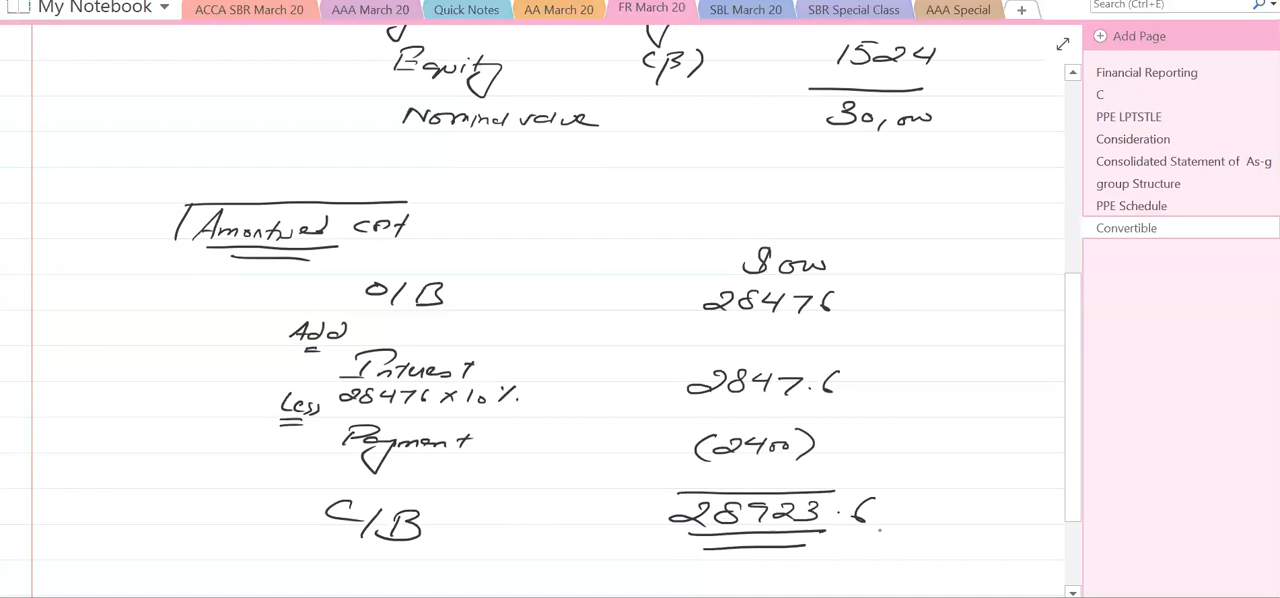 My Notebook
ACCA SBR March 20
AAA March 20
Quick Notes
AA March 20
FR March 20
SBL March 20
SBR Special Class
AAA Special
+
Search (Ctrl+E)
Add Page
Financial Reporting
C
PPE LPTSTLE
Consideration
Consolidated Statement of As-g
group Structure
PPE Schedule
Convertible
Equity (β) 1524
Nominal value 30,000
Amortised cost
$000
O/B 28476
Add
Interest
28476 × 10%. 2847.6
Less
Payment (2400)
C/B 28923.6